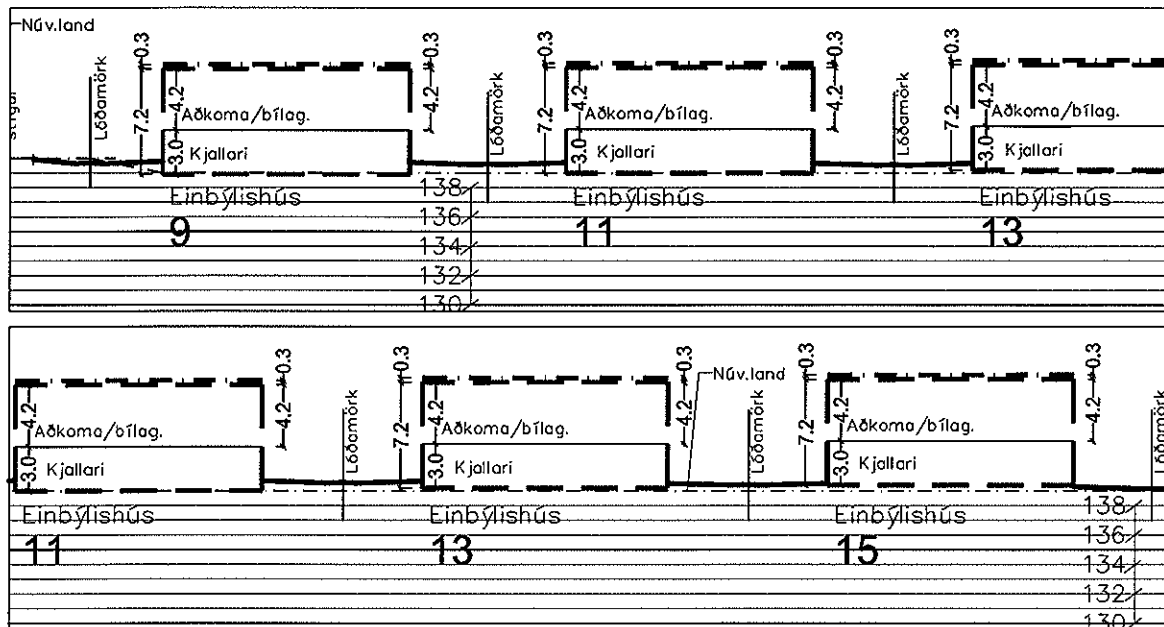 Núv.land
Stígur
Lóðamörk
7.2
4.2
3.0
0.3
Aðkoma/bílag.
Kjallari
0.3
4.2
Einbýlishús
9
Lóðamörk
0.3
7.2
4.2
3.0
Aðkoma/bílag.
Kjallari
0.3
4.2
Einbýlishús
11
Lóðamörk
0.3
7.2
4.2
3.0
Aðkoma/bílag.
Kjallari
Einbýlishús
13
138
136
134
132
130
4.2
3.0
Aðkoma/bílag.
Kjallari
0.3
4.2
Einbýlishús
11
Lóðamörk
0.3
7.2
4.2
3.0
Aðkoma/bílag.
Kjallari
0.3
4.2
Einbýlishús
13
Núv.land
Lóðamörk
0.3
7.2
4.2
3.0
Aðkoma/bílag.
Kjallari
0.3
4.2
Einbýlishús
15
Lóðamörk
138
136
134
132
130